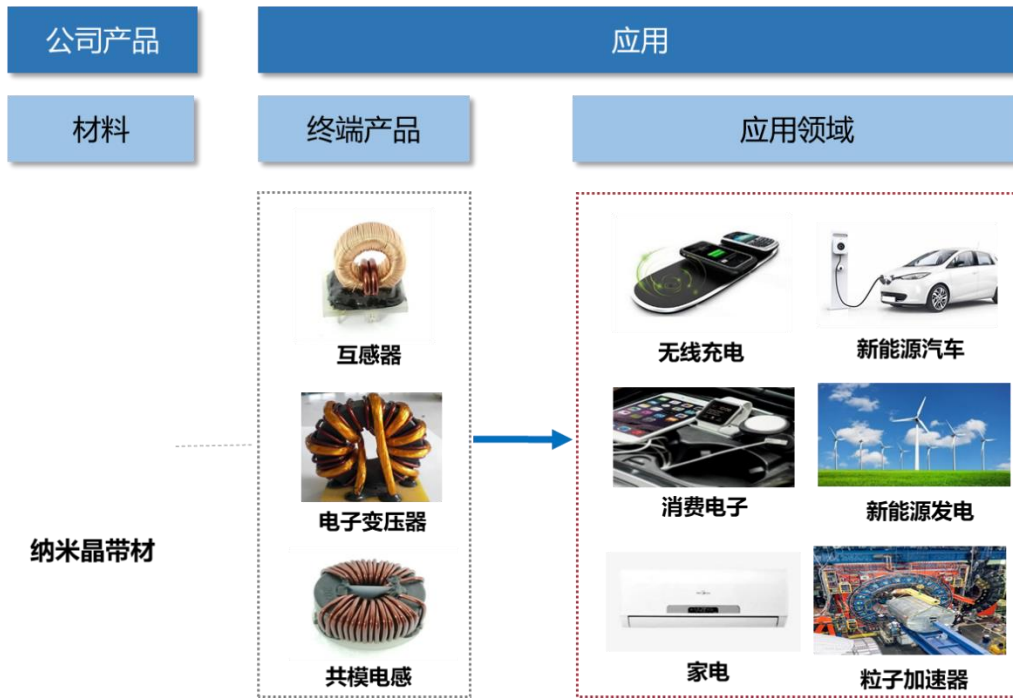 公司产品
应用
材料
终端产品
应用领域
互感器
无线充电
新能源汽车
电子变压器
消费电子
新能源发电
纳米晶带材
共模电感
家电
粒子加速器